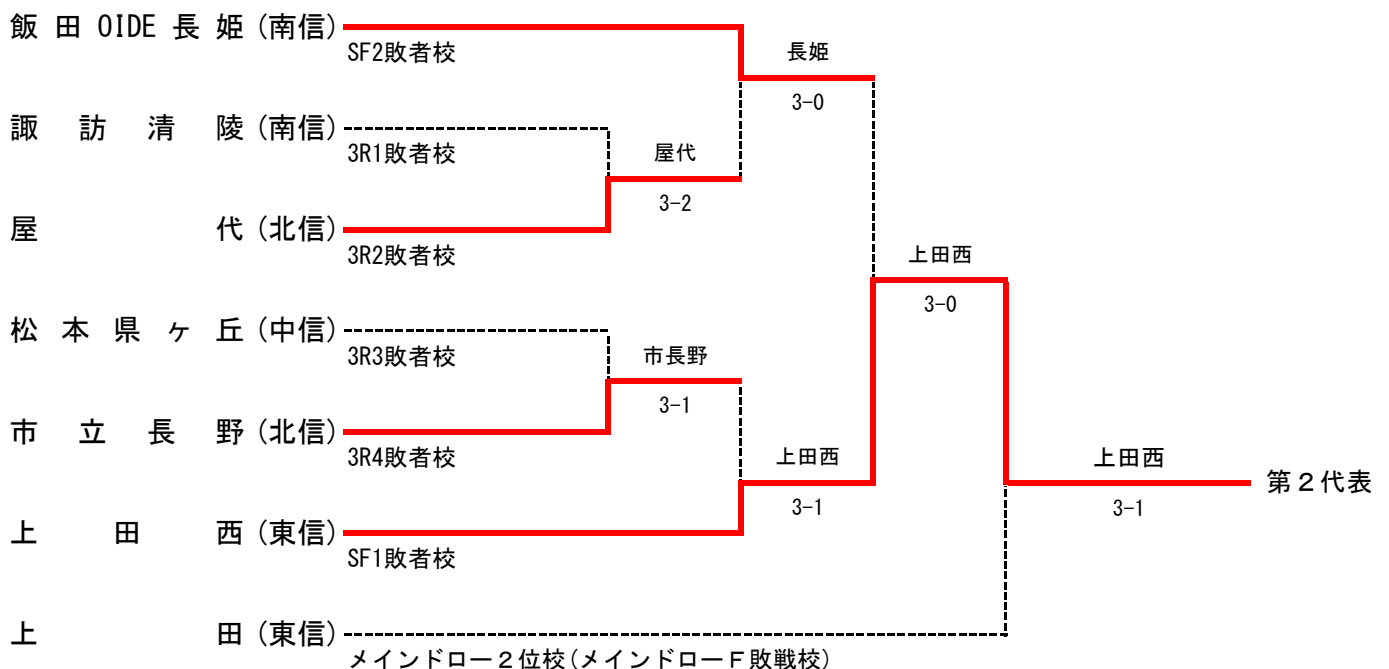 飯田OIDE長姫(南信)
SF2敗者校
長姫
3-0
諏訪清陵(南信)
3R1敗者校
屋代
3-2
屋代(北信)
3R2敗者校
上田西
3-0
松本県ヶ丘(中信)
3R3敗者校
市長野
3-1
市立長野(北信)
3R4敗者校
上田西
3-1
上田西
3-1
第2代表
上田西(東信)
SF1敗者校
上田(東信)
メインドロー2位校(メインドローF敗戦校)